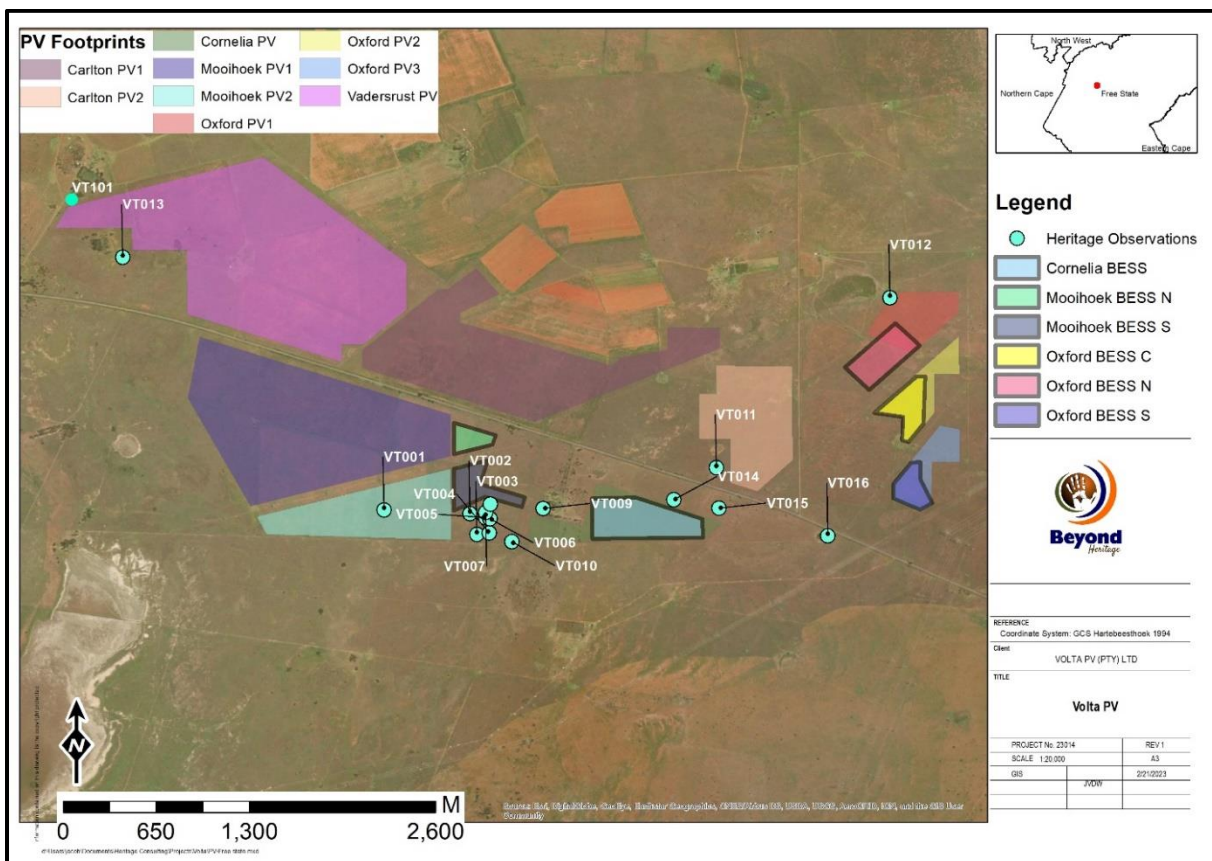 PV Footprints
Carlton PV1
Carlton PV2
Cornelia PV
Mooihoek PV1
Mooihoek PV2
Oxford PV1
Oxford PV2
Oxford PV3
Vadersrust PV
North West
Northern Cape
Free State
Eastern Cape
VT101
VT013
VT012
VT011
VT001
VT002
VT003
VT014
VT004
VT009
VT015
VT016
VT005
VT006
VT007
VT010
Legend
Heritage Observations
Cornelia BESS
Mooihoek BESS N
Mooihoek BESS S
Oxford BESS C
Oxford BESS N
Oxford BESS S
Beyond
Heritage
REFERENCE
Coordinate System: GCS Hartebeesthoek 1994
Client
VOLTA PV (PTY) LTD
TITLE
Volta PV
PROJECT No. 23014
REV 1
SCALE 1:20,000
A3
GIS
JVDW
2/21/2023
N
M
0 650 1,300 2,600
Community